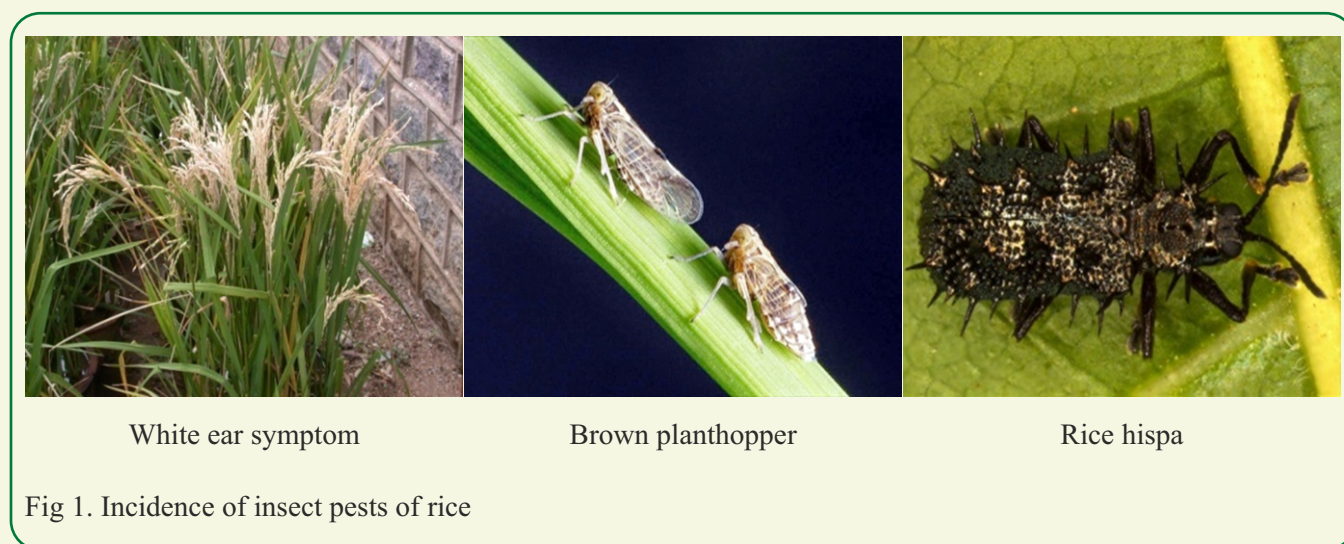 White ear symptom
Brown planthopper
Rice hispa
Fig 1. Incidence of insect pests of rice